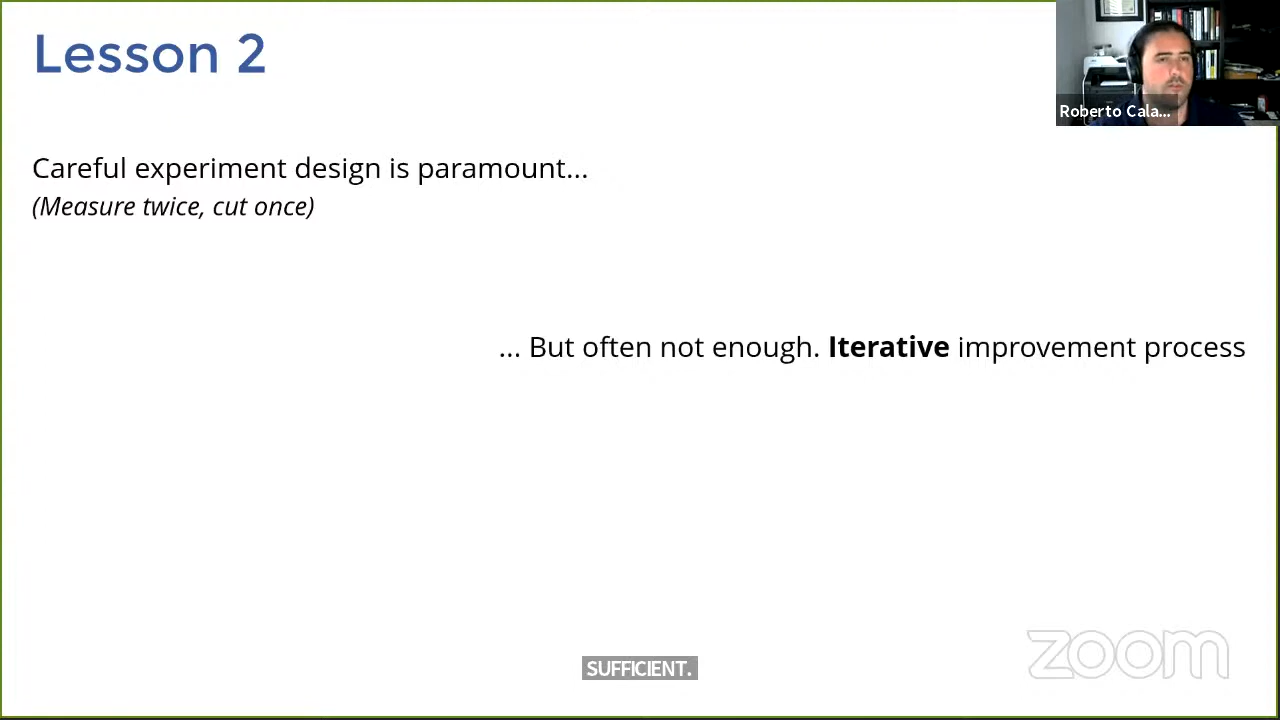 Lesson 2
Roberto Cala...
Careful experiment design is paramount...
(Measure twice, cut once)
... But often not enough. Iterative improvement process
zoom
SUFFICIENT.